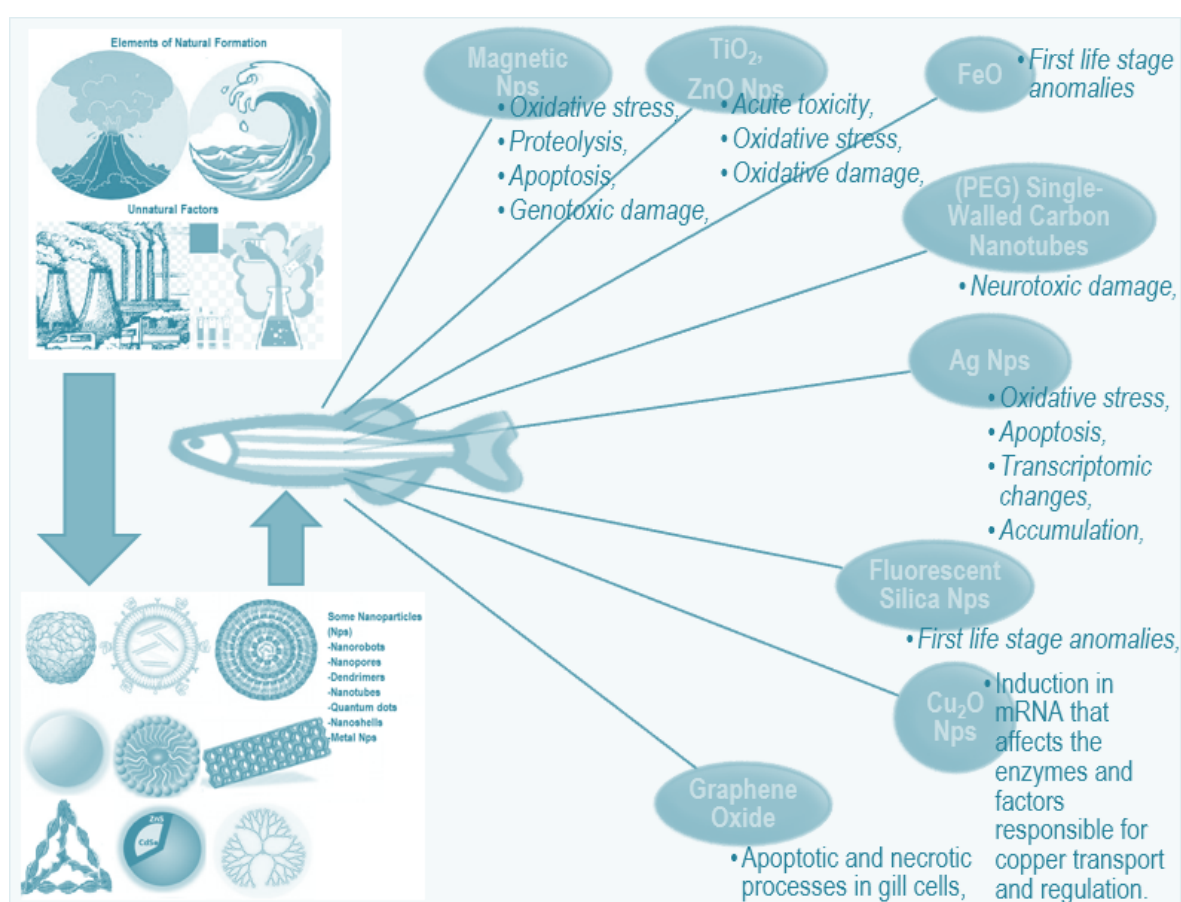 Elements of Natural Formation
Unnatural Factors
Magnetic
Nps
• Oxidative stress,
• Proteolysis,
• Apoptosis,
• Genotoxic damage,
TiO₂,
ZnO Nps
• Acute toxicity,
• Oxidative stress,
• Oxidative damage,
FeO
• First life stage
anomalies
(PEG) Single-
Walled Carbon
Nanotubes
• Neurotoxic damage,
Ag Nps
• Oxidative stress,
• Apoptosis,
• Transcriptomic
changes,
• Accumulation,
Fluorescent
Silica Nps
• First life stage anomalies,
Cu₂O
Nps
• Induction in
mRNA that
affects the
enzymes and
factors
responsible for
copper transport
and regulation.
Graphene
Oxide
• Apoptotic and necrotic
processes in gill cells,
Some Nanoparticles
(Nps)
-Nanorobots
-Nanopores
-Dendrimers
-Nanotubes
-Quantum dots
-Nanoshells
-Metal Nps
ZnS
CdSe